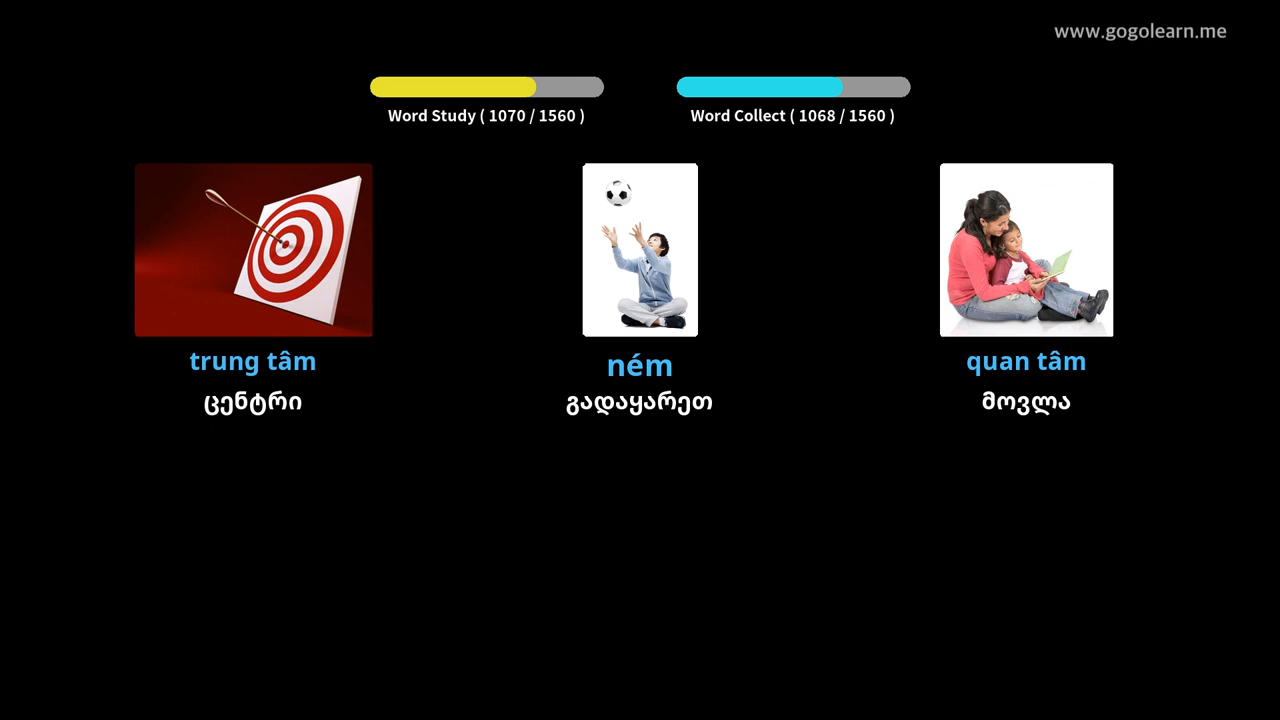 www.gogolearn.me
Word Study ( 1070 / 1560 )
Word Collect ( 1068 / 1560 )
trung tâm
ცენტრი
ném
გადაყარეთ
quan tâm
მოვლა